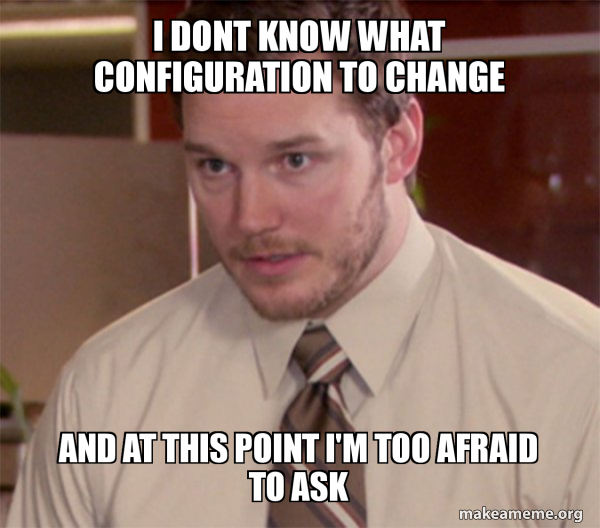 I DONT KNOW WHAT
CONFIGURATION TO CHANGE
AND AT THIS POINT I'M TOO AFRAID
TO ASK
makeameme.org